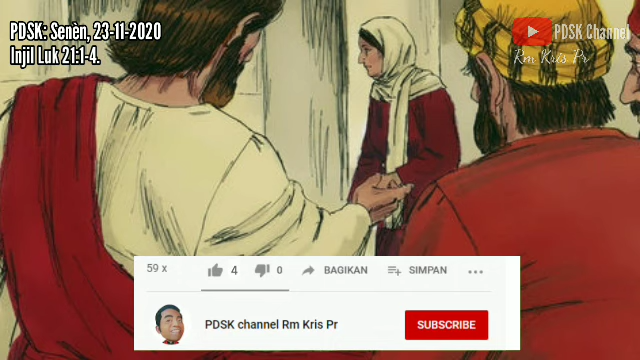 PDSK: Senèn, 23-11-2020
Injil Luk 21:1-4.
PDSK Channel
Rm Kris Pr
59 x
4
0
BAGIKAN
SIMPAN
PDSK channel Rm Kris Pr
SUBSCRIBE